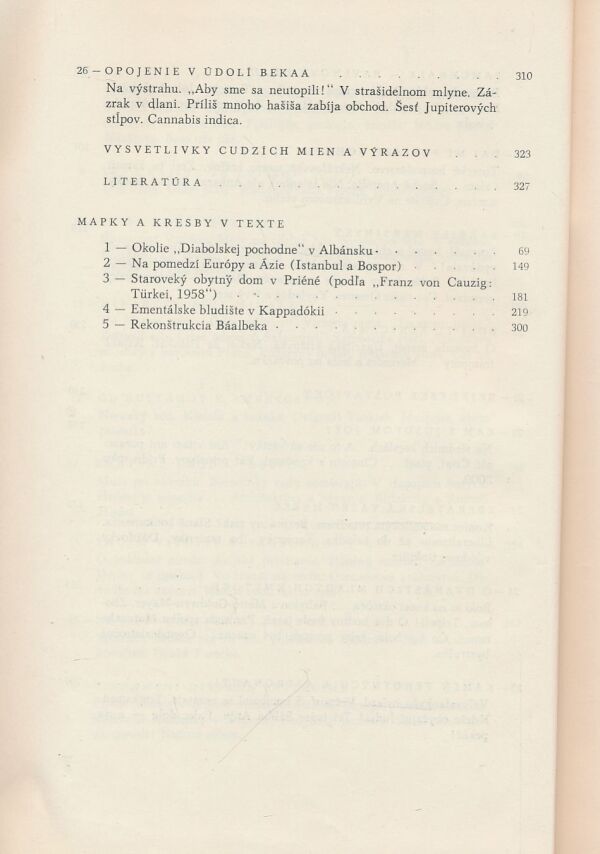 26 — OPOJENIE V ÚDOLÍ BEKAA . . . . . . . . . 310
Na výstrahu. „Aby sme sa neutopili!“ V strašidelnom mlyne. Zá-
zrak v dlani. Príliš mnoho hašiša zabíja obchod. Šesť Jupiterových
stĺpov. Cannabis indica.
VYSVETLIVKY CUDZÍCH MIEN A VÝRAZOV . . . 323
LITERATÚRA . . . . . . . . . . . . . . . 327
MAPKY A KRESBY V TEXTE
1 — Okolie „Diabolskej pochodne“ v Albánsku . . . . . . . 69
2 — Na pomedzí Európy a Ázie (Istanbul a Bospor) . . . . . 149
3 — Staroveký obytný dom v Priéné (podľa „Franz von Cauzig:
Türkei, 1958“) . . . . . . . . . . . . . . 181
4 — Ementálske bludište v Kappadókii . . . . . . . . . 219
5 — Rekonštrukcia Báalbeka . . . . . . . . . . . . 300